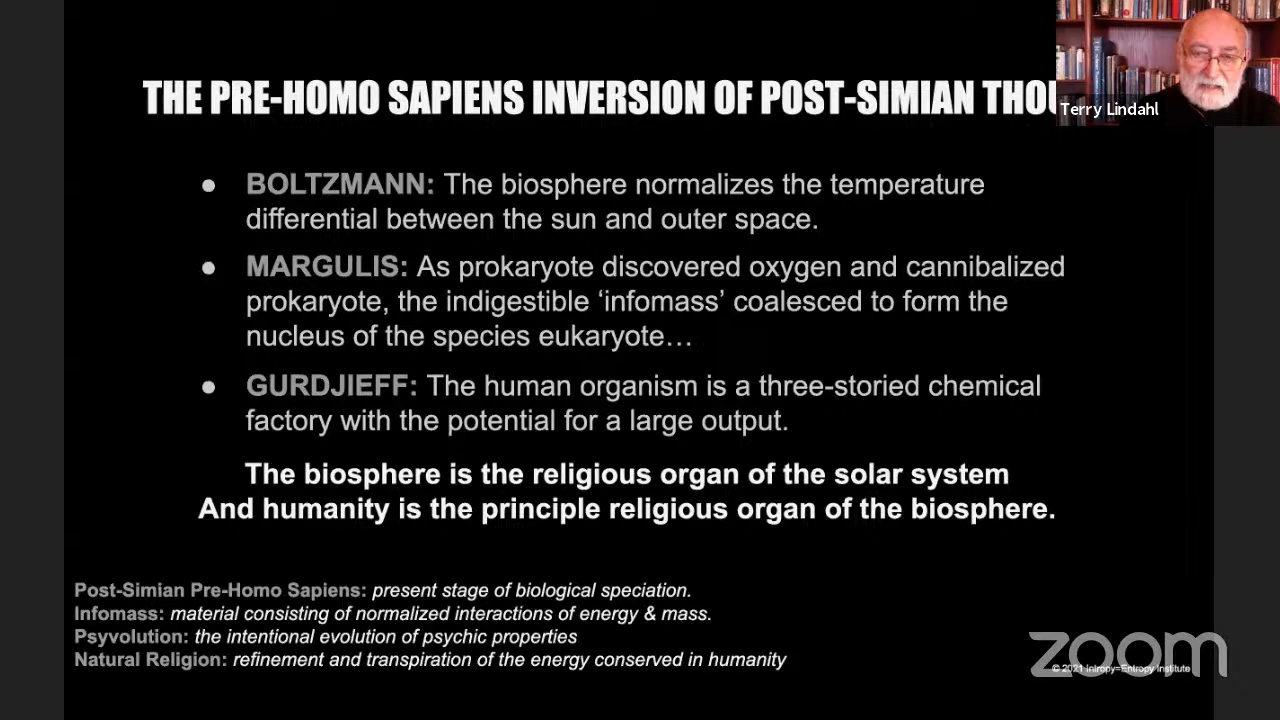 THE PRE-HOMO SAPIENS INVERSION OF POST-SIMIAN
Terry Lindahl
● BOLTZMANN: The biosphere normalizes the temperature
differential between the sun and outer space.
● MARGULIS: As prokaryote discovered oxygen and cannibalized
prokaryote, the indigestible ‘infomass’ coalesced to form the
nucleus of the species eukaryote…
● GURDJIEFF: The human organism is a three-storied chemical
factory with the potential for a large output.
The biosphere is the religious organ of the solar system
And humanity is the principle religious organ of the biosphere.
Post-Simian Pre-Homo Sapiens: present stage of biological speciation.
Infomass: material consisting of normalized interactions of energy & mass.
Psyvolution: the intentional evolution of psychic properties
Natural Religion: refinement and transpiration of the energy conserved in humanity
zoom
© 2021 Intropy=Entropy Institute